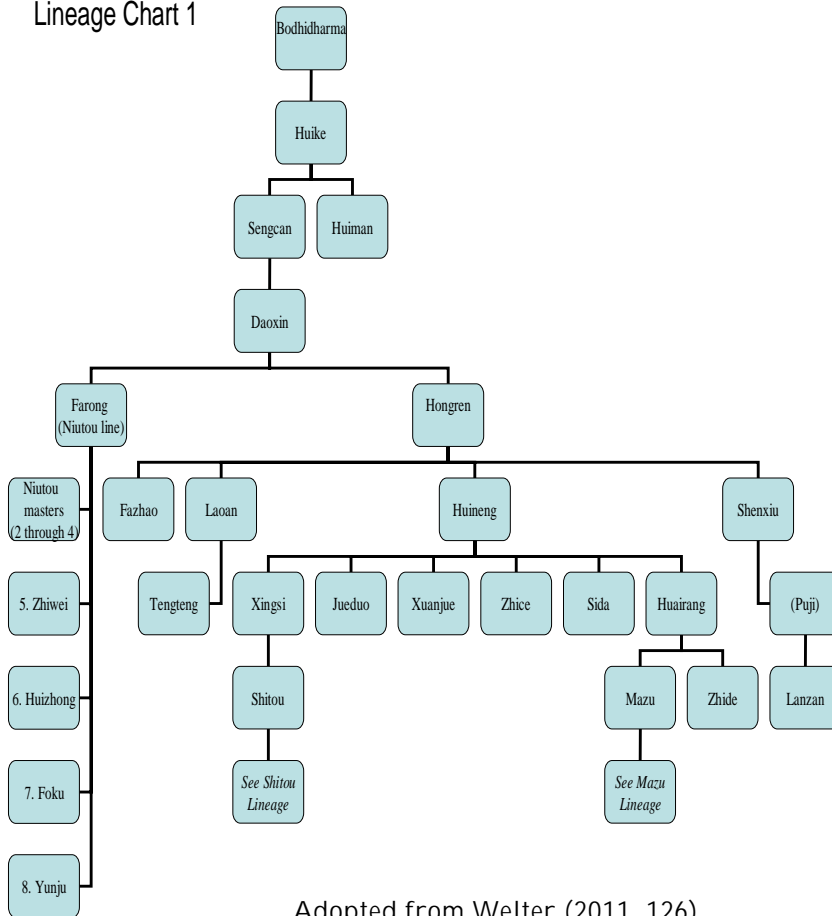 Lineage Chart 1
Bodhidharma
Huike
Sengcan
Huiman
Daoxin
Farong
(Niutou line)
Hongren
Niutou
masters
(2 through 4)
Fazhao
Laoan
Huineng
Shenxiu
5. Zhiwei
Tengteng
Xingsi
Jueduo
Xuanjue
Zhice
Sida
Huairang
(Puji)
6. Huizhong
Shitou
Mazu
Zhide
Lanzan
7. Foku
See Shitou
Lineage
See Mazu
Lineage
8. Yunju
Adopted from Welter (2011, 126)